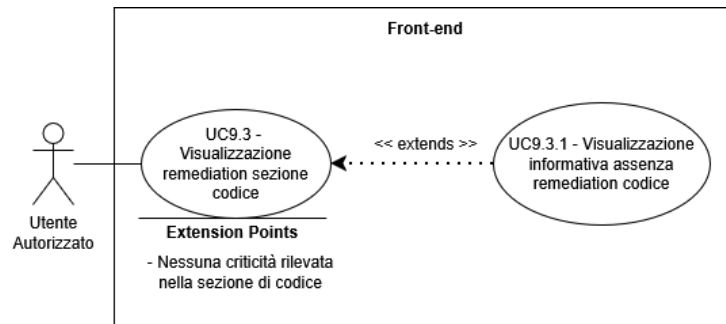 Front-end
UC9.3 -
Visualizzazione
remediation sezione
codice
<< extends >>
UC9.3.1 - Visualizzazione
informativa assenza
remediation codice
Utente
Autorizzato
Extension Points
- Nessuna criticità rilevata
nella sezione di codice